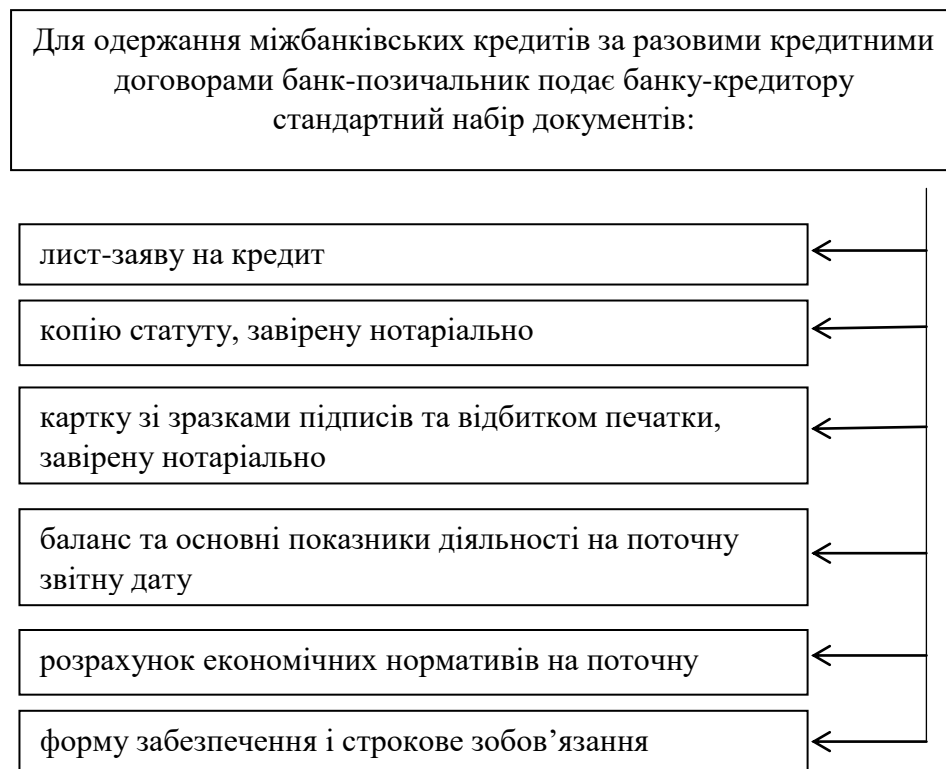 Для одержання міжбанківських кредитів за разовими кредитними
договорами банк-позичальник подає банку-кредитору
стандартний набір документів:
лист-заяву на кредит
копію статуту, завірену нотаріально
картку зі зразками підписів та відбитком печатки,
завірену нотаріально
баланс та основні показники діяльності на поточну
звітну дату
розрахунок економічних нормативів на поточну
форму забезпечення і строкове зобов’язання